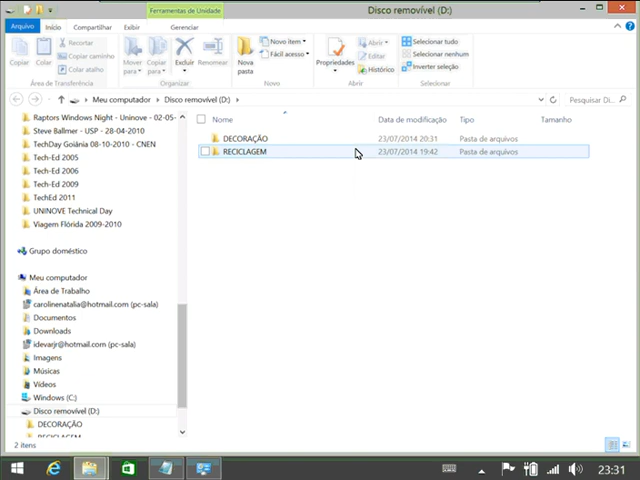 Ferramentas de Unidade
Disco removível (D:)
Arquivo
Início
Compartilhar
Exibir
Gerenciar
Copiar
Colar
Recortar
Copiar caminho
Colar atalho
Área de Transferência
Mover para
Copiar para
Excluir
Renomear
Organizar
Nova pasta
Novo item
Fácil acesso
Novo
Propriedades
Abrir
Editar
Histórico
Abrir
Selecionar tudo
Selecionar nenhum
Inverter seleção
Selecionar
Meu computador
Disco removível (D:)
Pesquisar Di...
Raptors Windows Night - Uninove - 02-05-
Steve Ballmer - USP - 28-04-2010
TechDay Goiânia 08-10-2010 - CNEN
Tech-Ed 2005
Tech-Ed 2006
Tech-Ed 2009
TechEd 2011
UNINOVE Technical Day
Viagem Flórida 2009-2010
Grupo doméstico
Meu computador
Área de Trabalho
carolinenatalia@hotmail.com (pc-sala)
Documentos
Downloads
idevarjr@hotmail.com (pc-sala)
Imagens
Músicas
Vídeos
Windows (C:)
Disco removível (D:)
DECORAÇÃO
RECICLAGEM
Nome
Data de modificação
Tipo
Tamanho
DECORAÇÃO 23/07/2014 20:31 Pasta de arquivos
RECICLAGEM 23/07/2014 19:42 Pasta de arquivos
2 itens
23:31